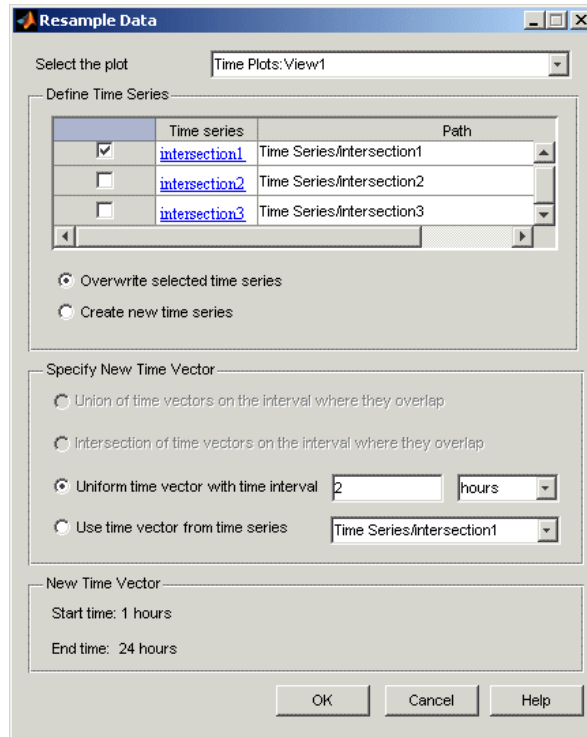 Resample Data
Select the plot Time Plots:View1
Define Time Series
Time series Path
intersection1 Time Series/intersection1
intersection2 Time Series/intersection2
intersection3 Time Series/intersection3
Overwrite selected time series
Create new time series
Specify New Time Vector
Union of time vectors on the interval where they overlap
Intersection of time vectors on the interval where they overlap
Uniform time vector with time interval 2 hours
Use time vector from time series Time Series/intersection1
New Time Vector
Start time: 1 hours
End time: 24 hours
OK Cancel Help